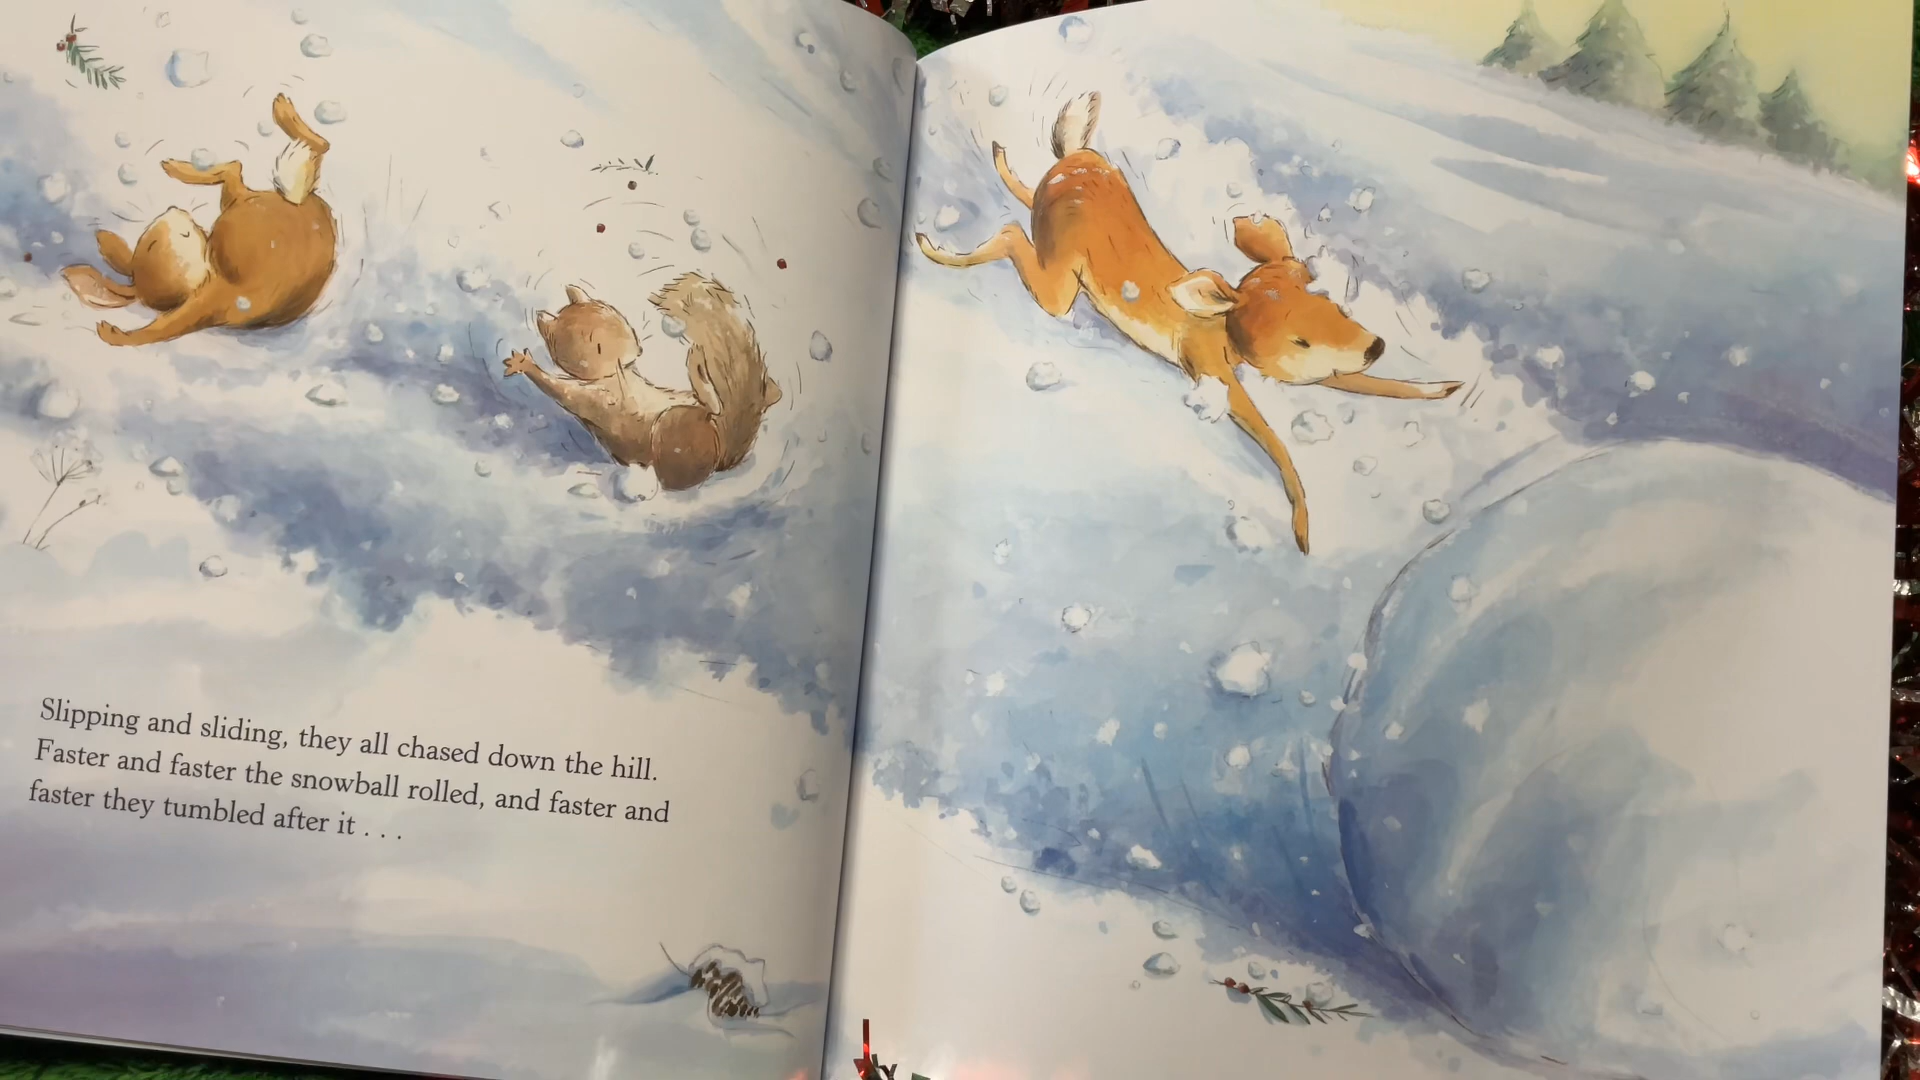 Slipping and sliding, they all chased down the hill.
Faster and faster the snowball rolled, and faster and
faster they tumbled after it . . .